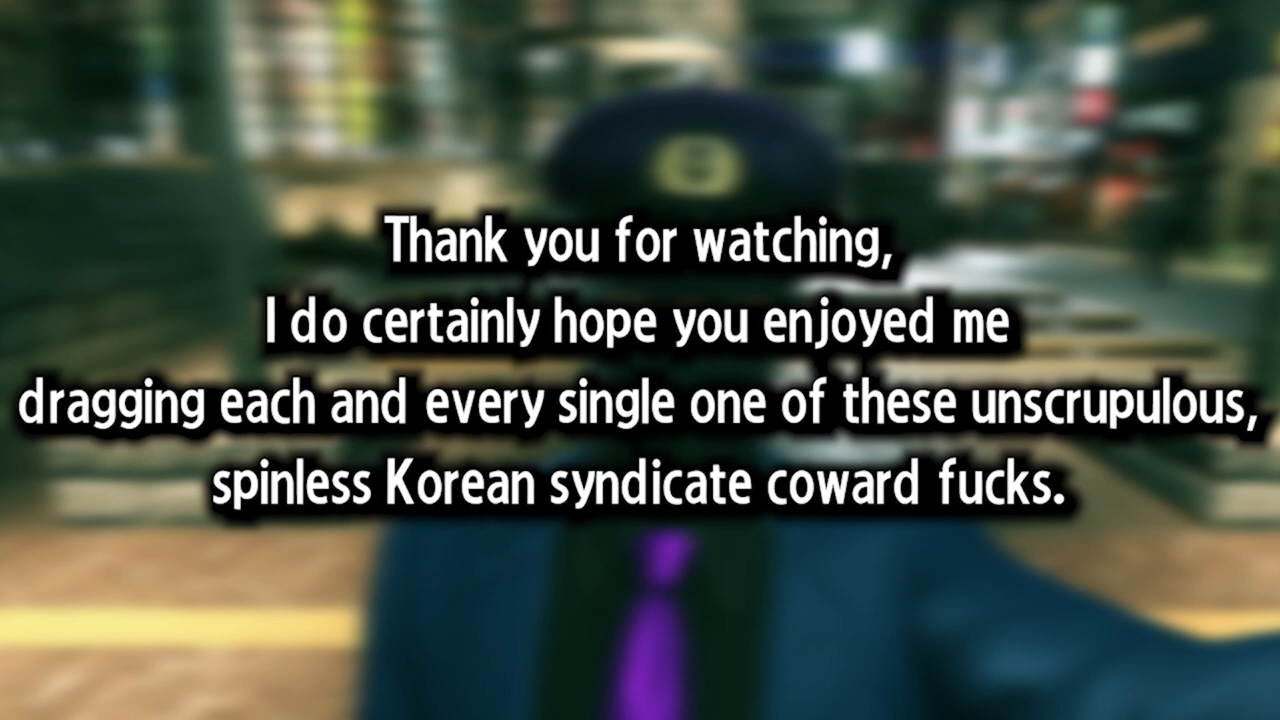 Thank you for watching,
I do certainly hope you enjoyed me
dragging each and every single one of these unscrupulous,
spinless Korean syndicate coward fucks.